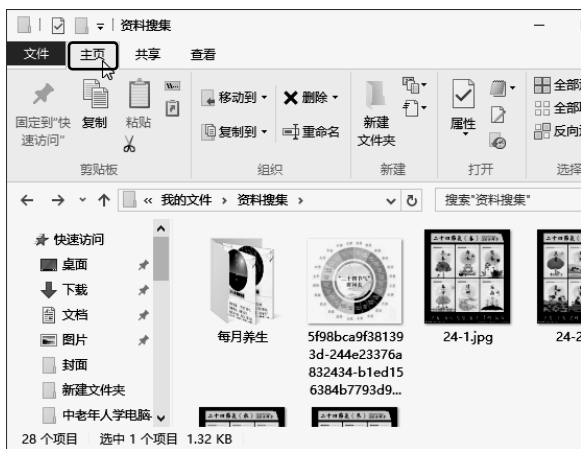 资料搜集
文件 主页 共享 查看
固定到"快速访问"
复制
粘贴
剪贴板
移动到
复制到
删除
重命名
组织
新建
文件夹
新建
属性
打开
全部
全部
反向
选择
← → ↑ « 我的文件 › 资料搜集 ›
搜索"资料搜集"
快速访问
桌面
下载
文档
图片
封面
新建文件夹
中老年人学电脑
每月养生
5f98bca9f38139
3d-244e23376a
832434-b1ed15
6384b7793d9...
24-1.jpg
24-2
28 个项目 选中 1 个项目 1.32 KB